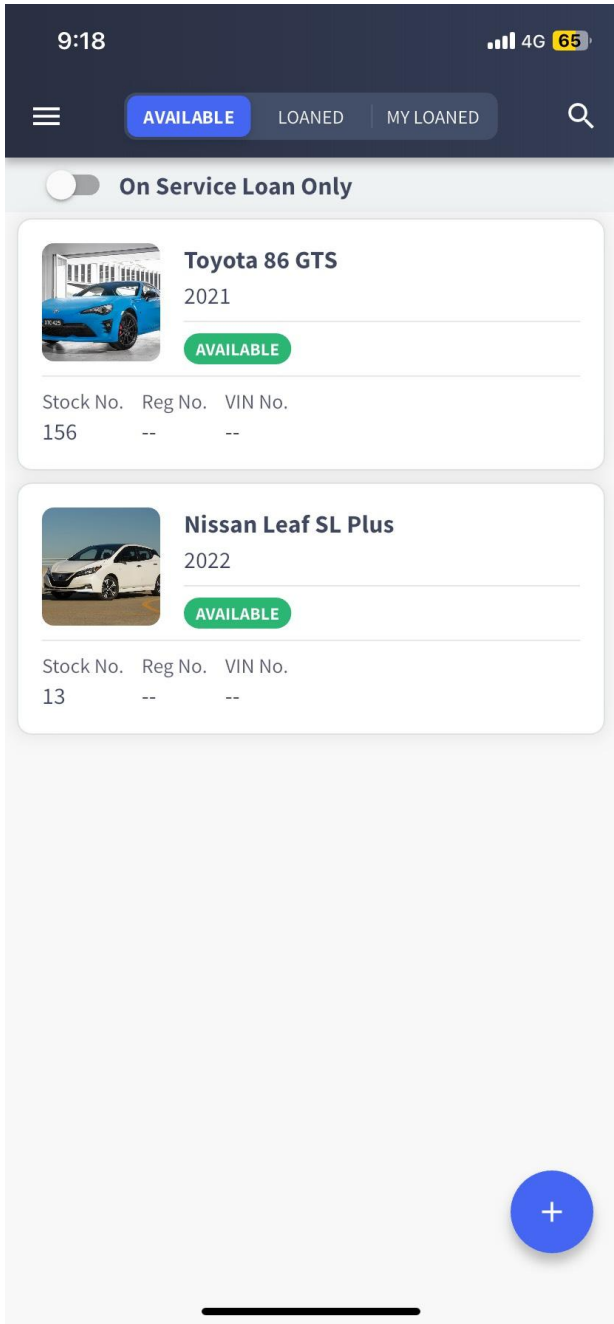 9:18 4G 65
AVAILABLE LOANED MY LOANED
On Service Loan Only
Toyota 86 GTS
2021
AVAILABLE
Stock No. Reg No. VIN No.
156 -- --
Nissan Leaf SL Plus
2022
AVAILABLE
Stock No. Reg No. VIN No.
13 -- --
+